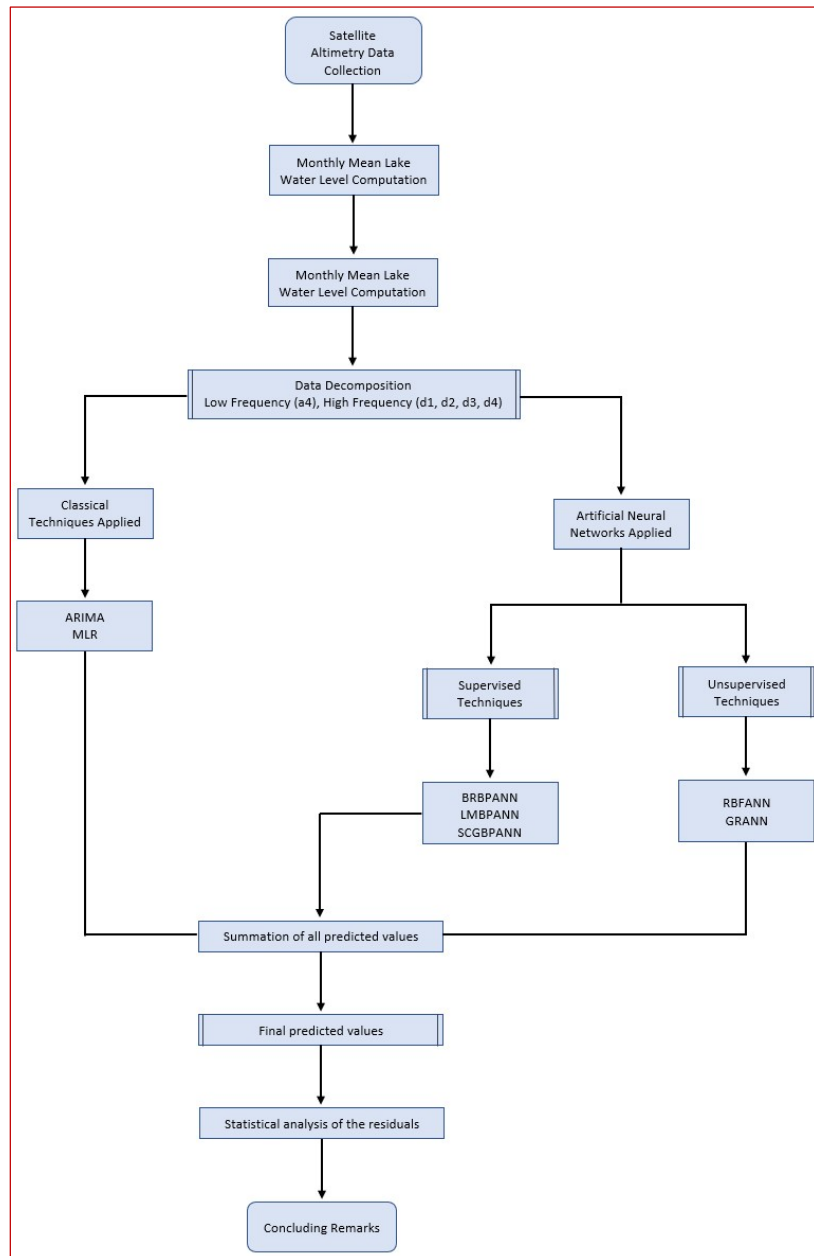 Satellite
Altimetry Data
Collection
Monthly Mean Lake
Water Level Computation
Monthly Mean Lake
Water Level Computation
Data Decomposition
Low Frequency (a4), High Frequency (d1, d2, d3, d4)
Classical
Techniques Applied
Artificial Neural
Networks Applied
ARIMA
MLR
Supervised
Techniques
Unsupervised
Techniques
BRBPANN
LMBPANN
SCGBPANN
RBFANN
GRANN
Summation of all predicted values
Final predicted values
Statistical analysis of the residuals
Concluding Remarks